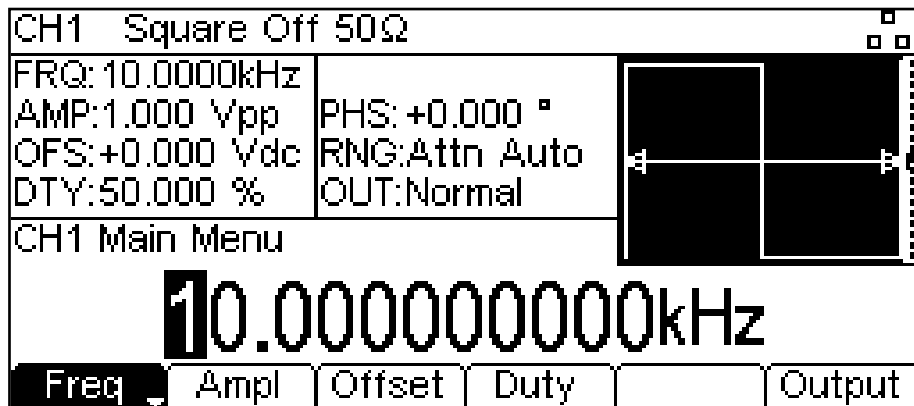 CH1 Square Off 50Ω
FRQ:10.0000kHz
AMP:1.000 Vpp
OFS:+0.000 Vdc
DTY:50.000 %
PHS:+0.000 °
RNG:Attn Auto
OUT:Normal
CH1 Main Menu
10.000000000kHz
Freq Ampl Offset Duty Output